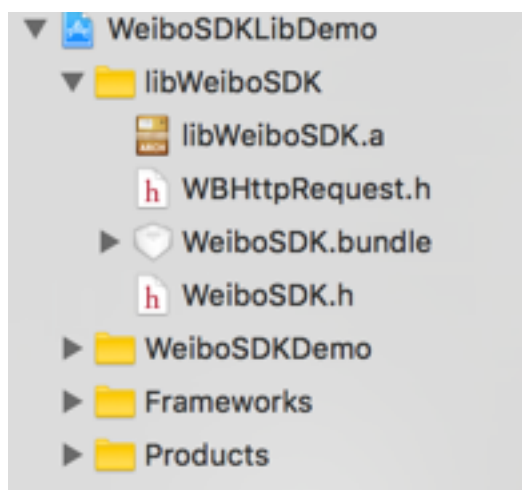 WeiboSDKLibDemo
libWeiboSDK
libWeiboSDK.a
h WBHttpRequest.h
WeiboSDK.bundle
h WeiboSDK.h
WeiboSDKDemo
Frameworks
Products